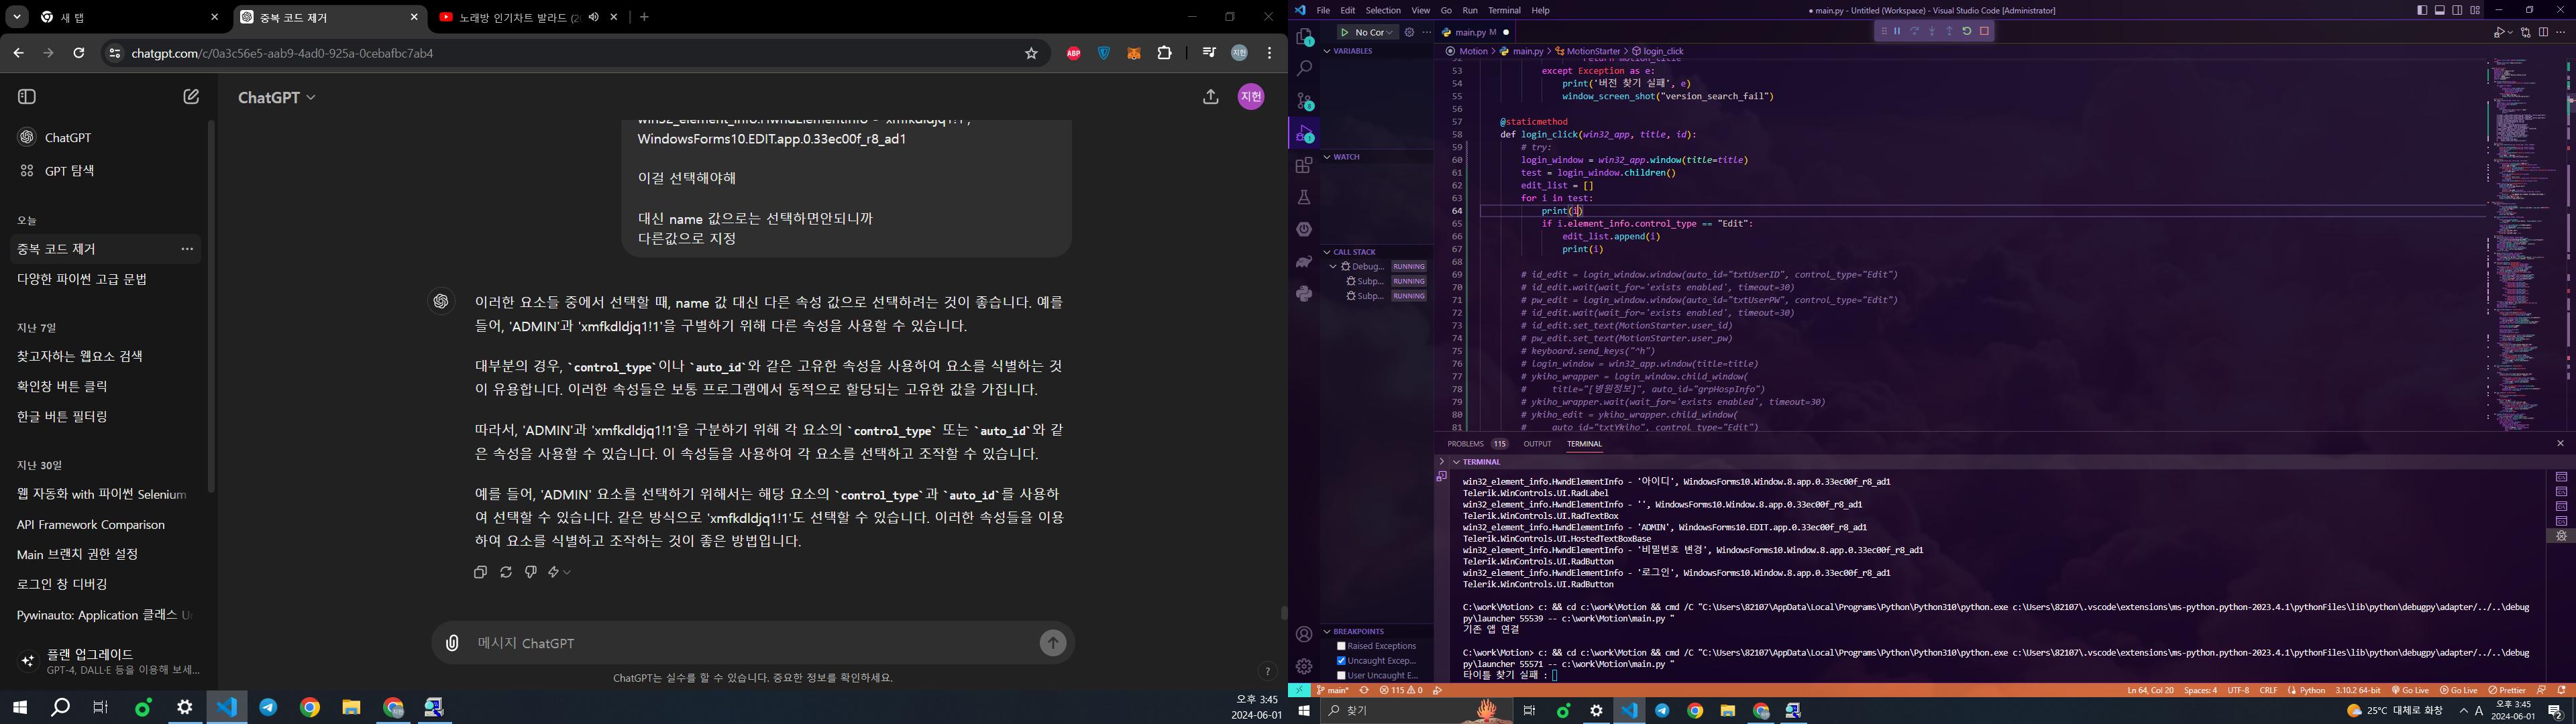 새 탭
중복 코드 제거
chatgpt.com/c/0a3c56e5-aab9-4ad0-925a-0cebafbc7ab4
ABP
지헌
ChatGPT
GPT 탐색
오늘
중복 코드 제거
다양한 파이썬 고급 문법
지난 7일
찾고자하는 웹요소 검색
확인창 버튼 클릭
한글 버튼 필터링
지난 30일
웹 자동화 with 파이썬 Selenium
API Framework Comparison
Main 브랜치 권한 설정
로그인 창 디버깅
Pywinauto: Application 클래스
플랜 업그레이드
GPT-4, DALL·E 등을 이용해 보세...
ChatGPT
지헌
win32_element_info.HwndElementInfo - 'xmfkdldjq1!1',
WindowsForms10.EDIT.app.0.33ec00f_r8_ad1
이걸 선택해야해
대신 name 값으로는 선택하면안되니까
다른값으로 지정
이러한 요소들 중에서 선택할 때, name 값 대신 다른 속성 값으로 선택하려는 것이 좋습니다. 예를
들어, 'ADMIN'과 'xmfkdldjq1!1'을 구별하기 위해 다른 속성을 사용할 수 있습니다.
대부분의 경우, `control_type`이나 `auto_id`와 같은 고유한 속성을 사용하여 요소를 식별하는 것
이 유용합니다. 이러한 속성들은 보통 프로그램에서 동적으로 할당되는 고유한 값을 가집니다.
따라서, 'ADMIN'과 'xmfkdldjq1!1'을 구분하기 위해 각 요소의 `control_type` 또는 `auto_id`와 같
은 속성을 사용할 수 있습니다. 이 속성들을 사용하여 각 요소를 선택하고 조작할 수 있습니다.
예를 들어, 'ADMIN' 요소를 선택하기 위해서는 해당 요소의 `control_type`과 `auto_id`를 사용하
여 선택할 수 있습니다. 같은 방식으로 'xmfkdldjq1!1'도 선택할 수 있습니다. 이러한 속성들을 이용
하여 요소를 식별하고 조작하는 것이 좋은 방법입니다.
메시지 ChatGPT
ChatGPT는 실수를 할 수 있습니다. 중요한 정보를 확인하세요.
?
오후 3:45
2024-06-01
File Edit Selection View Go Run Terminal Help
● main.py - Untitled (Workspace) - Visual Studio Code [Administrator]
No Cor
VARIABLES
WATCH
CALL STACK
Debug... RUNNING
Subp... RUNNING
Subp... RUNNING
BREAKPOINTS
Raised Exceptions
Uncaught Excep...
User Uncaught E...
main.py M
Motion > main.py > MotionStarter > login_click
52 return motion_title
53 except Exception as e:
54 print('버젼 찾기 실패', e)
55 window_screen_shot("version_search_fail")
56
57 @staticmethod
58 def login_click(win32_app, title, id):
59 # try:
60 login_window = win32_app.window(title=title)
61 test = login_window.children()
62 edit_list = []
63 for i in test:
64 print(i)
65 if i.element_info.control_type == "Edit":
66 edit_list.append(i)
67 print(i)
68
69 # id_edit = login_window.window(auto_id="txtUserID", control_type="Edit")
70 # id_edit.wait(wait_for='exists enabled', timeout=30)
71 # pw_edit = login_window.window(auto_id="txtUserPW", control_type="Edit")
72 # id_edit.wait(wait_for='exists enabled', timeout=30)
73 # id_edit.set_text(MotionStarter.user_id)
74 # pw_edit.set_text(MotionStarter.user_pw)
75 # keyboard.send_keys("^h")
76 # login_window = win32_app.window(title=title)
77 # ykiho_wrapper = login_window.child_window(
78 # title="[병원정보]", auto_id="grpHospInfo")
79 # ykiho_wrapper.wait(wait_for='exists enabled', timeout=30)
80 # ykiho_edit = ykiho_wrapper.child_window(
81 # auto_id="txtYkiho", control_type="Edit")
PROBLEMS 115 OUTPUT TERMINAL
TERMINAL
win32_element_info.HwndElementInfo - '아이디', WindowsForms10.Window.8.app.0.33ec00f_r8_ad1
Telerik.WinControls.UI.RadLabel
win32_element_info.HwndElementInfo - '', WindowsForms10.Window.8.app.0.33ec00f_r8_ad1
Telerik.WinControls.UI.RadTextBox
win32_element_info.HwndElementInfo - 'ADMIN', WindowsForms10.EDIT.app.0.33ec00f_r8_ad1
Telerik.WinControls.UI.HostedTextBoxBase
win32_element_info.HwndElementInfo - '비밀번호 변경', WindowsForms10.Window.8.app.0.33ec00f_r8_ad1
Telerik.WinControls.UI.RadButton
win32_element_info.HwndElementInfo - '로그인', WindowsForms10.Window.8.app.0.33ec00f_r8_ad1
Telerik.WinControls.UI.RadButton
C:\work\Motion> c: && cd c:\work\Motion && cmd /C "C:\Users\82107\AppData\Local\Programs\Python\Python310\python.exe c:\Users\82107\.vscode\extensions\ms-python.python-2023.4.1\pythonFiles\lib\python\debugpy\adapter/../..\debug
py\launcher 55539 -- c:\work\Motion\main.py "
기존 앱 연결
C:\work\Motion> c: && cd c:\work\Motion && cmd /C "C:\Users\82107\AppData\Local\Programs\Python\Python310\python.exe c:\Users\82107\.vscode\extensions\ms-python.python-2023.4.1\pythonFiles\lib\python\debugpy\adapter/../..\debug
py\launcher 55571 -- c:\work\Motion\main.py "
타이틀 찾기 실패 :
main* 115 0
Ln 64, Col 20 Spaces: 4 UTF-8 CRLF Python 3.10.2 64-bit Go Live Go Live Prettier
찾기
25°C 대체로 화창
A
오후 3:45
2024-06-01